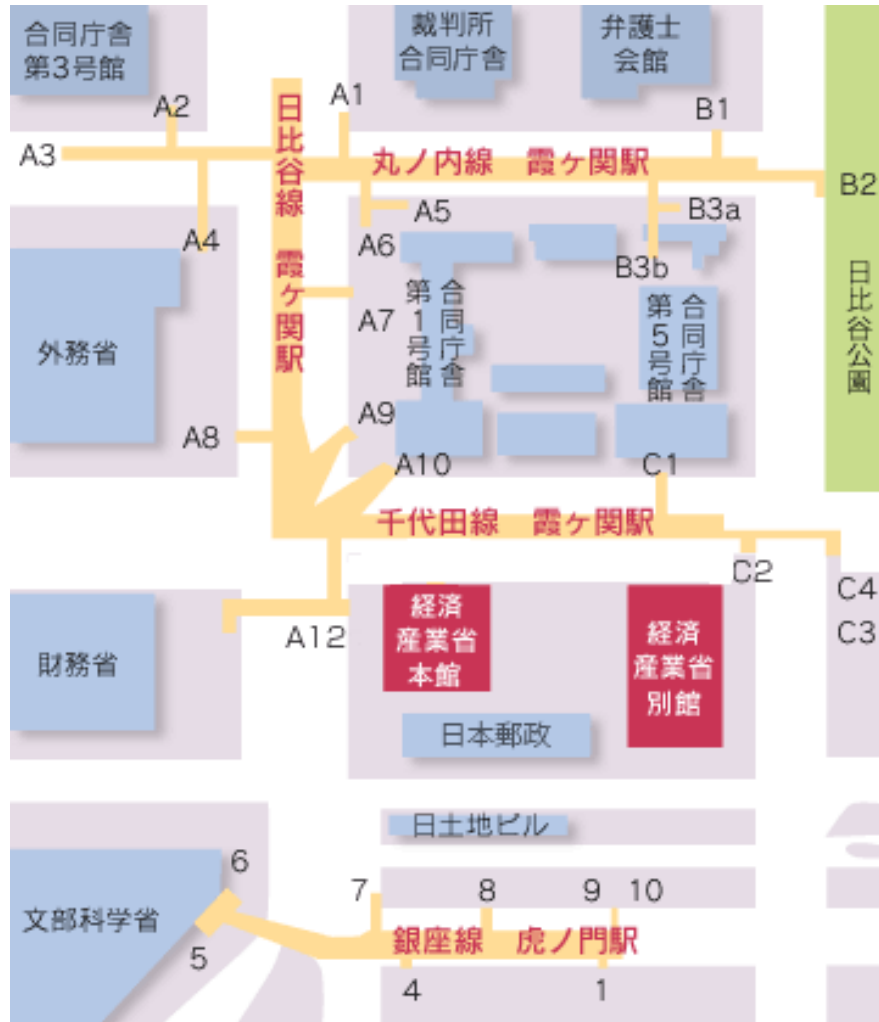 合同庁舎
第3号館
裁判所
合同庁舎
弁護士
会館
A2
A1
B1
A3
日比谷線 霞ヶ関駅
丸ノ内線 霞ヶ関駅
B2
A4
A5
A6
B3a
B3b
日比谷公園
外務省
A7
合同庁舎
第1号館
合同庁舎
第5号館
A8
A9
A10
C1
千代田線 霞ヶ関駅
C2
C4
C3
A12
財務省
経済
産業省
本館
経済
産業省
別館
日本郵政
日土地ビル
文部科学省
6
5
7
8
9
10
銀座線 虎ノ門駅
4
1